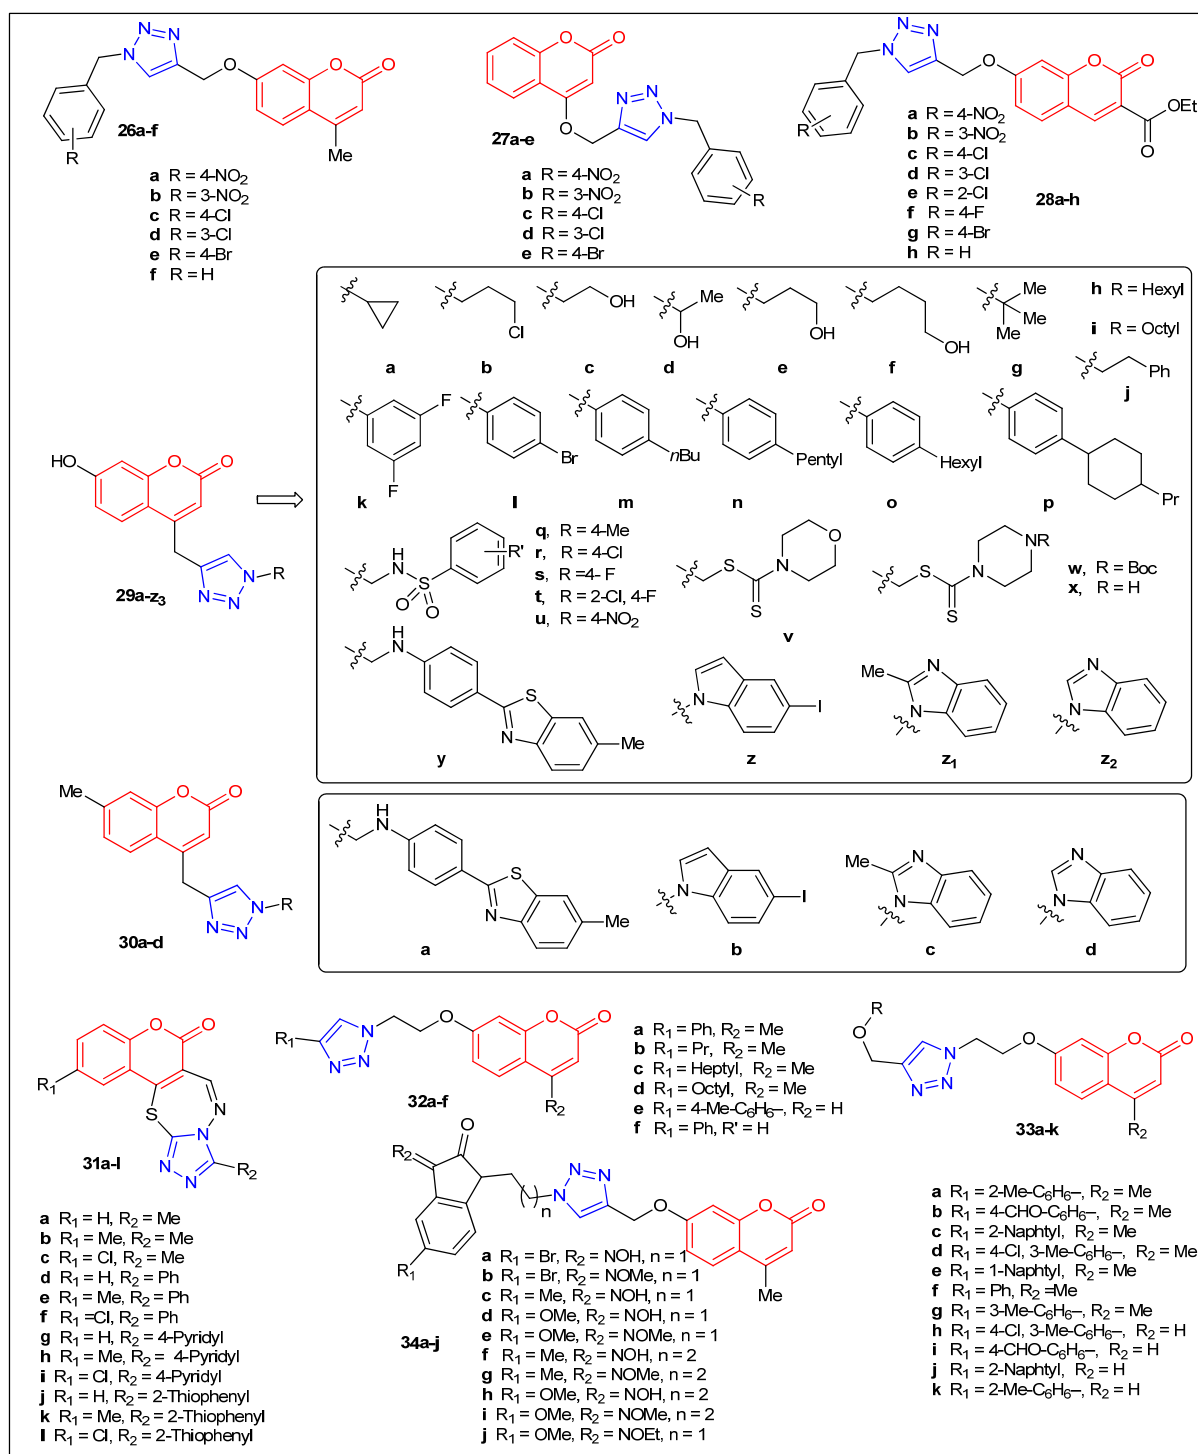 N N
N
O
O O
Me
R
26a-f
a R = 4-NO2
b R = 3-NO2
c R = 4-Cl
d R = 3-Cl
e R = 4-Br
f R = H
O O
O
N N
N
R
27a-e
a R = 4-NO2
b R = 3-NO2
c R = 4-Cl
d R = 3-Cl
e R = 4-Br
N N
N
O
O O
OEt
O
R
28a-h
a R = 4-NO2
b R = 3-NO2
c R = 4-Cl
d R = 3-Cl
e R = 2-Cl
f R = 4-F
g R = 4-Br
h R = H
HO
O O
N
N
N
R
29a-z3
a
Cl
b
OH
c
Me
OH
d
OH
e
OH
f
Me
Me
Me
g
h R = Hexyl
i R = Octyl
Ph
j
F
F
k
Br
l
nBu
m
Pentyl
n
Hexyl
o
Pr
p
H
N
S
O O
R'
q, R = 4-Me
r, R = 4-Cl
s, R =4- F
t, R = 2-Cl, 4-F
u, R = 4-NO2
S
S
N
O
v
S
S
N
NR
w, R = Boc
x, R = H
H
N
S
N
Me
y
N
I
z
Me
N
N
z1
N
N
z2
Me
O O
N
N
N
R
30a-d
H
N
S
N
Me
a
N
I
b
Me
N
N
c
N
N
d
O O
R1
S
N
N
N
N
R2
31a-l
a R1 = H, R2 = Me
b R1 = Me, R2 = Me
c R1 = Cl, R2 = Me
d R1 = H, R2 = Ph
e R1 = Me, R2 = Ph
f R1 =Cl, R2 = Ph
g R1 = H, R2 = 4-Pyridyl
h R1 = Me, R2 = 4-Pyridyl
i R1 = Cl, R2 = 4-Pyridyl
j R1 = H, R2 = 2-Thiophenyl
k R1 = Me, R2 = 2-Thiophenyl
l R1 = Cl, R2 = 2-Thiophenyl
R1
N
N
N
O
O O
R2
32a-f
a R1 = Ph, R2 = Me
b R1 = Pr, R2 = Me
c R1 = Heptyl, R2 = Me
d R1 = Octyl, R2 = Me
e R1 = 4-Me-C6H6–, R2 = H
f R1 = Ph, R' = H
R
O
N
N
N
O
O O
R2
33a-k
a R1 = 2-Me-C6H6–, R2 = Me
b R1 = 4-CHO-C6H6–, R2 = Me
c R1 = 2-Naphtyl, R2 = Me
d R1 = 4-Cl, 3-Me-C6H6–, R2 = Me
e R1 = 1-Naphtyl, R2 = Me
f R1 = Ph, R2 =Me
g R1 = 3-Me-C6H6–, R2 = Me
h R1 = 4-Cl, 3-Me-C6H6–, R2 = H
i R1 = 4-CHO-C6H6–, R2 = H
j R1 = 2-Naphtyl, R2 = H
k R1 = 2-Me-C6H6–, R2 = H
R2
O
R1
( )n
N
N
N
O
O O
Me
34a-j
a R1 = Br, R2 = NOH, n = 1
b R1 = Br, R2 = NOMe, n = 1
c R1 = Me, R2 = NOH, n = 1
d R1 = OMe, R2 = NOH, n = 1
e R1 = OMe, R2 = NOMe, n = 1
f R1 = Me, R2 = NOH, n = 2
g R1 = Me, R2 = NOMe, n = 2
h R1 = OMe, R2 = NOH, n = 2
i R1 = OMe, R2 = NOMe, n = 2
j R1 = OMe, R2 = NOEt, n = 1